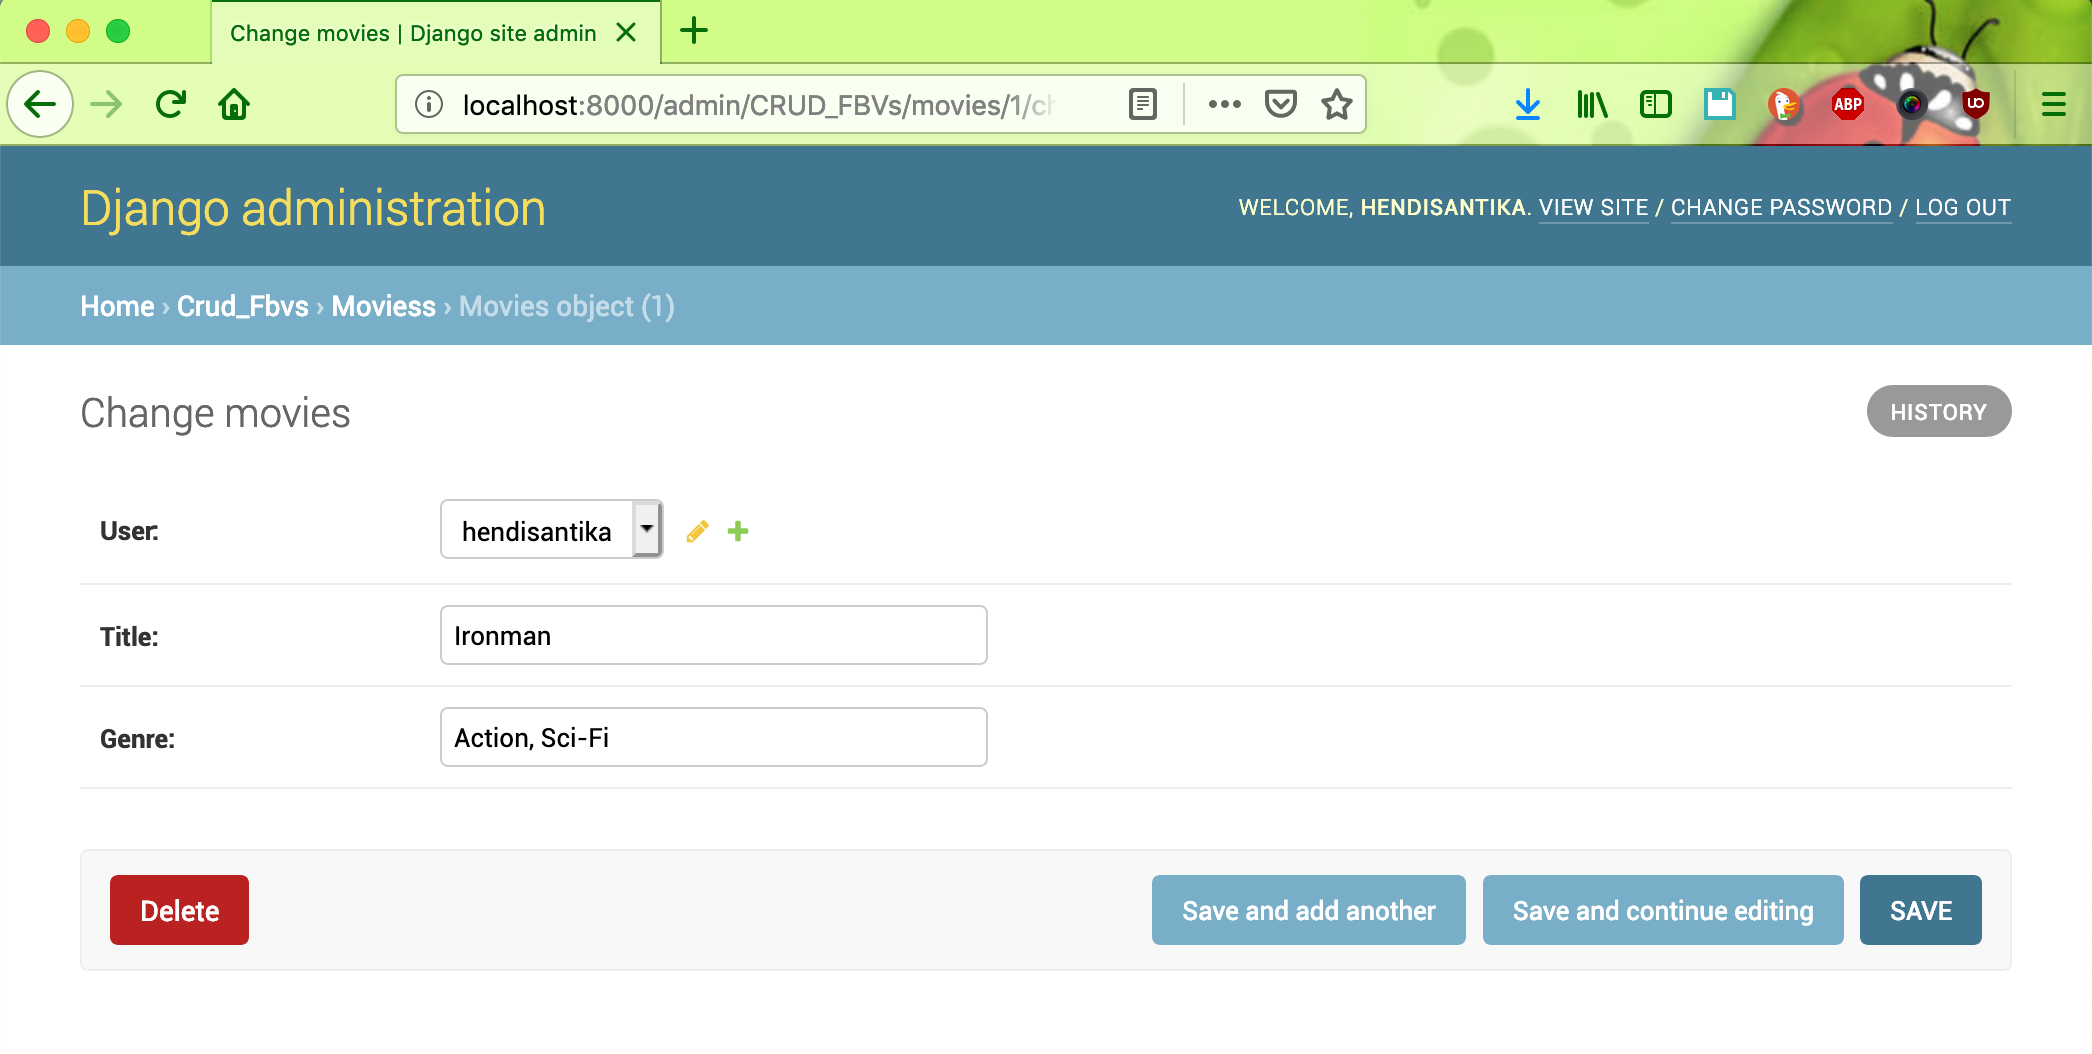 Change movies | Django site admin
localhost:8000/admin/CRUD_FBVs/movies/1/ch
ABP
UO
Django administration
WELCOME, HENDISANTIKA. VIEW SITE / CHANGE PASSWORD / LOG OUT
Home › Crud_Fbvs › Moviess › Movies object (1)
Change movies
HISTORY
User:
hendisantika
Title:
Ironman
Genre:
Action, Sci-Fi
Delete
Save and add another
Save and continue editing
SAVE